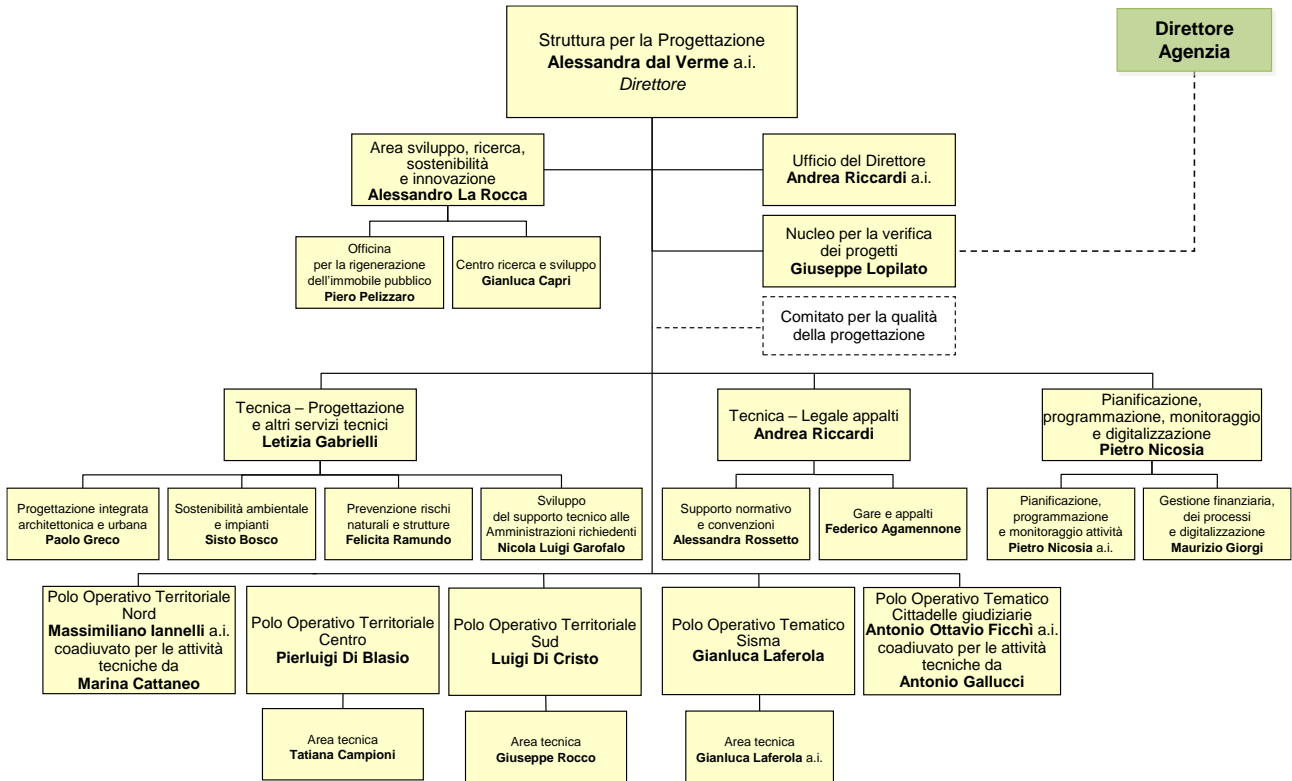 Struttura per la Progettazione
Alessandra dal Verme a.i.
Direttore
Direttore
Agenzia
Area sviluppo, ricerca,
sostenibilità
e innovazione
Alessandro La Rocca
Ufficio del Direttore
Andrea Riccardi a.i.
Officina
per la rigenerazione
dell'immobile pubblico
Piero Pelizzaro
Centro ricerca e sviluppo
Gianluca Capri
Nucleo per la verifica
dei progetti
Giuseppe Lopilato
Comitato per la qualità
della progettazione
Tecnica – Progettazione
e altri servizi tecnici
Letizia Gabrielli
Tecnica – Legale appalti
Andrea Riccardi
Pianificazione,
programmazione, monitoraggio
e digitalizzazione
Pietro Nicosia
Progettazione integrata
architettonica e urbana
Paolo Greco
Sostenibilità ambientale
e impianti
Sisto Bosco
Prevenzione rischi
naturali e strutture
Felicita Ramundo
Sviluppo
del supporto tecnico alle
Amministrazioni richiedenti
Nicola Luigi Garofalo
Supporto normativo
e convenzioni
Alessandra Rossetto
Gare e appalti
Federico Agamennone
Pianificazione,
programmazione
e monitoraggio attività
Pietro Nicosia a.i.
Gestione finanziaria,
dei processi
e digitalizzazione
Maurizio Giorgi
Polo Operativo Territoriale
Nord
Massimiliano Iannelli a.i.
coadiuvato per le attività
tecniche da
Marina Cattaneo
Polo Operativo Territoriale
Centro
Pierluigi Di Blasio
Polo Operativo Territoriale
Sud
Luigi Di Cristo
Polo Operativo Tematico
Sisma
Gianluca Laferola
Polo Operativo Tematico
Cittadelle giudiziarie
Antonio Ottavio Ficchì a.i.
coadiuvato per le attività
tecniche da
Antonio Gallucci
Area tecnica
Tatiana Campioni
Area tecnica
Giuseppe Rocco
Area tecnica
Gianluca Laferola a.i.